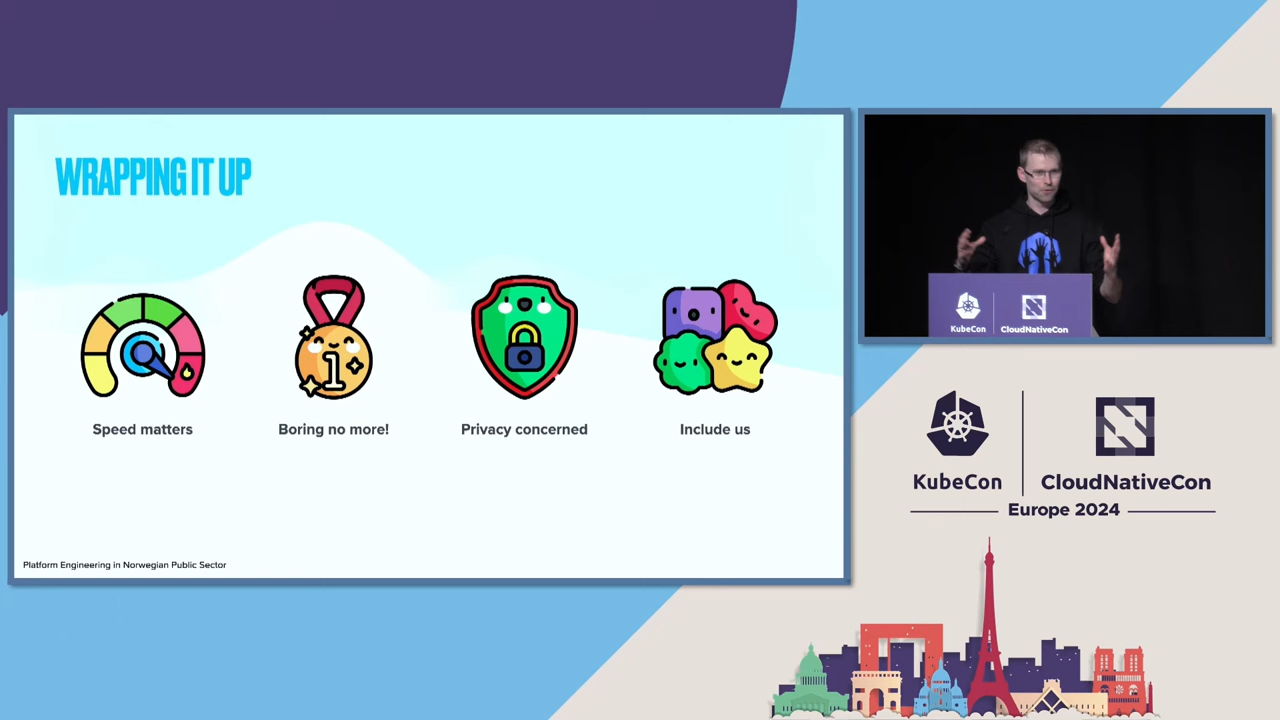 WRAPPING IT UP
1
Speed matters
Boring no more!
Privacy concerned
Include us
Platform Engineering in Norwegian Public Sector
KubeCon
CloudNativeCon
KubeCon
CloudNativeCon
Europe 2024